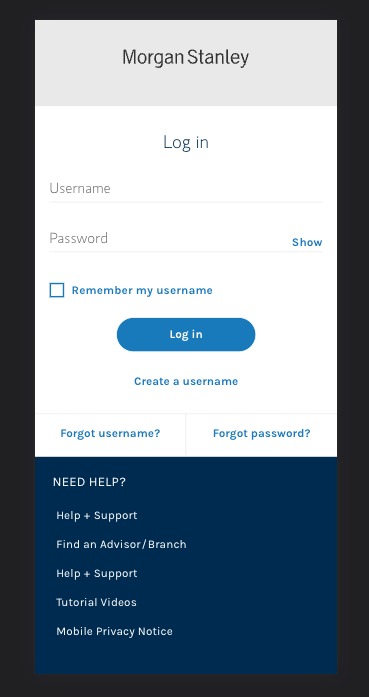 Morgan Stanley
Log in
Username
Password
Show
Remember my username
Log in
Create a username
Forgot username? Forgot password?
NEED HELP?
Help + Support
Find an Advisor/Branch
Help + Support
Tutorial Videos
Mobile Privacy Notice